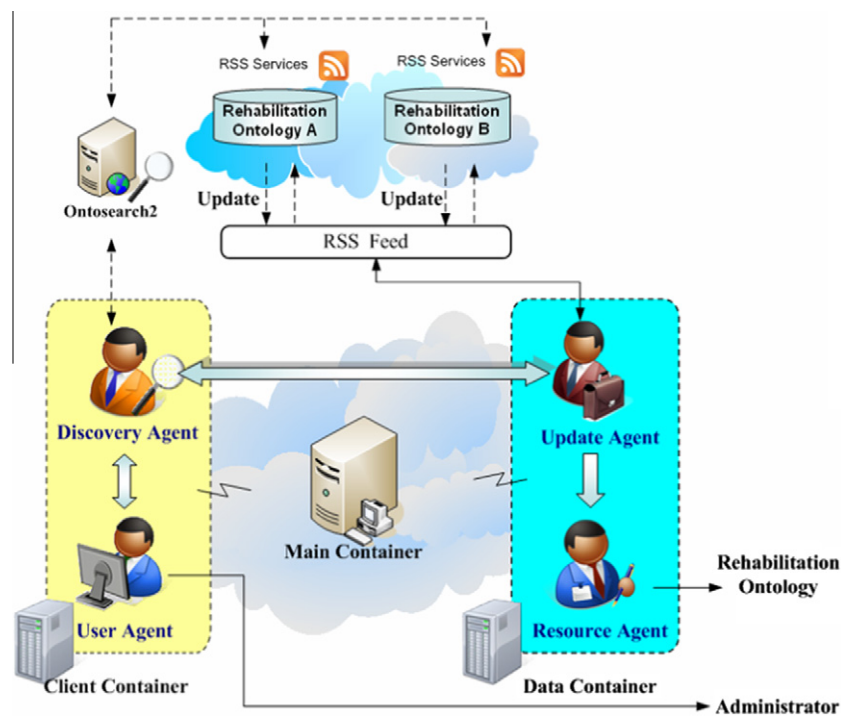 RSS Services
RSS Services
Rehabilitation
Ontology A
Rehabilitation
Ontology B
Ontosearch2
Update
Update
RSS Feed
Discovery Agent
Update Agent
Main Container
Rehabilitation
Ontology
User Agent
Resource Agent
Client Container
Data Container
Administrator